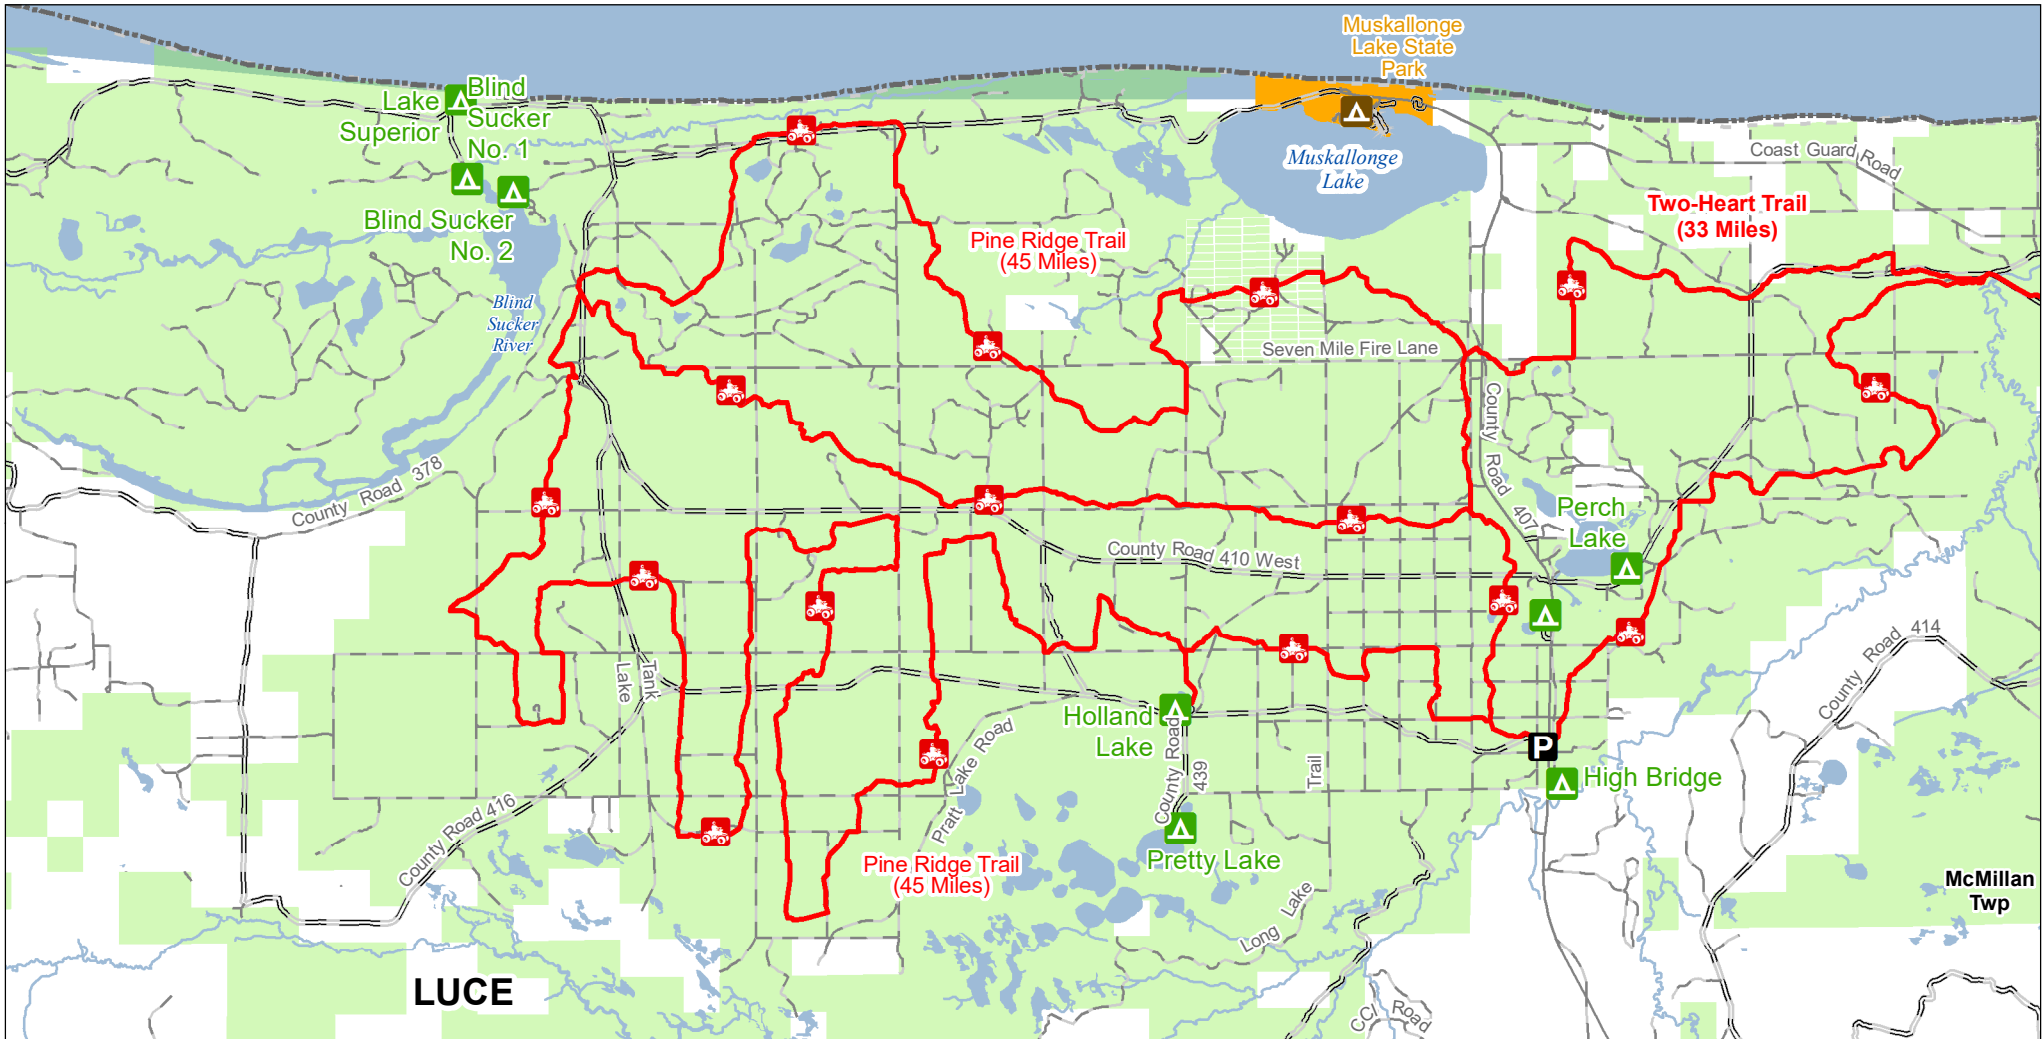 Muskallonge
Lake State
Park
Blind
Sucker
No. 1
Lake
Superior
Muskallonge
Lake
Coast Guard Road
Two-Heart Trail
(33 Miles)
Blind Sucker
No. 2
Pine Ridge Trail
(45 Miles)
Blind
Sucker
River
Seven Mile Fire Lane
County Road 407
County Road 378
Perch
Lake
County Road 410 West
County Road 414
Tank
Lake
Holland
Lake
County Road 439
Pratt Lake Road
Trail
P
High Bridge
County Road 416
Pretty Lake
Pine Ridge Trail
(45 Miles)
McMillan
Twp
Long Lake
LUCE
CCI Road